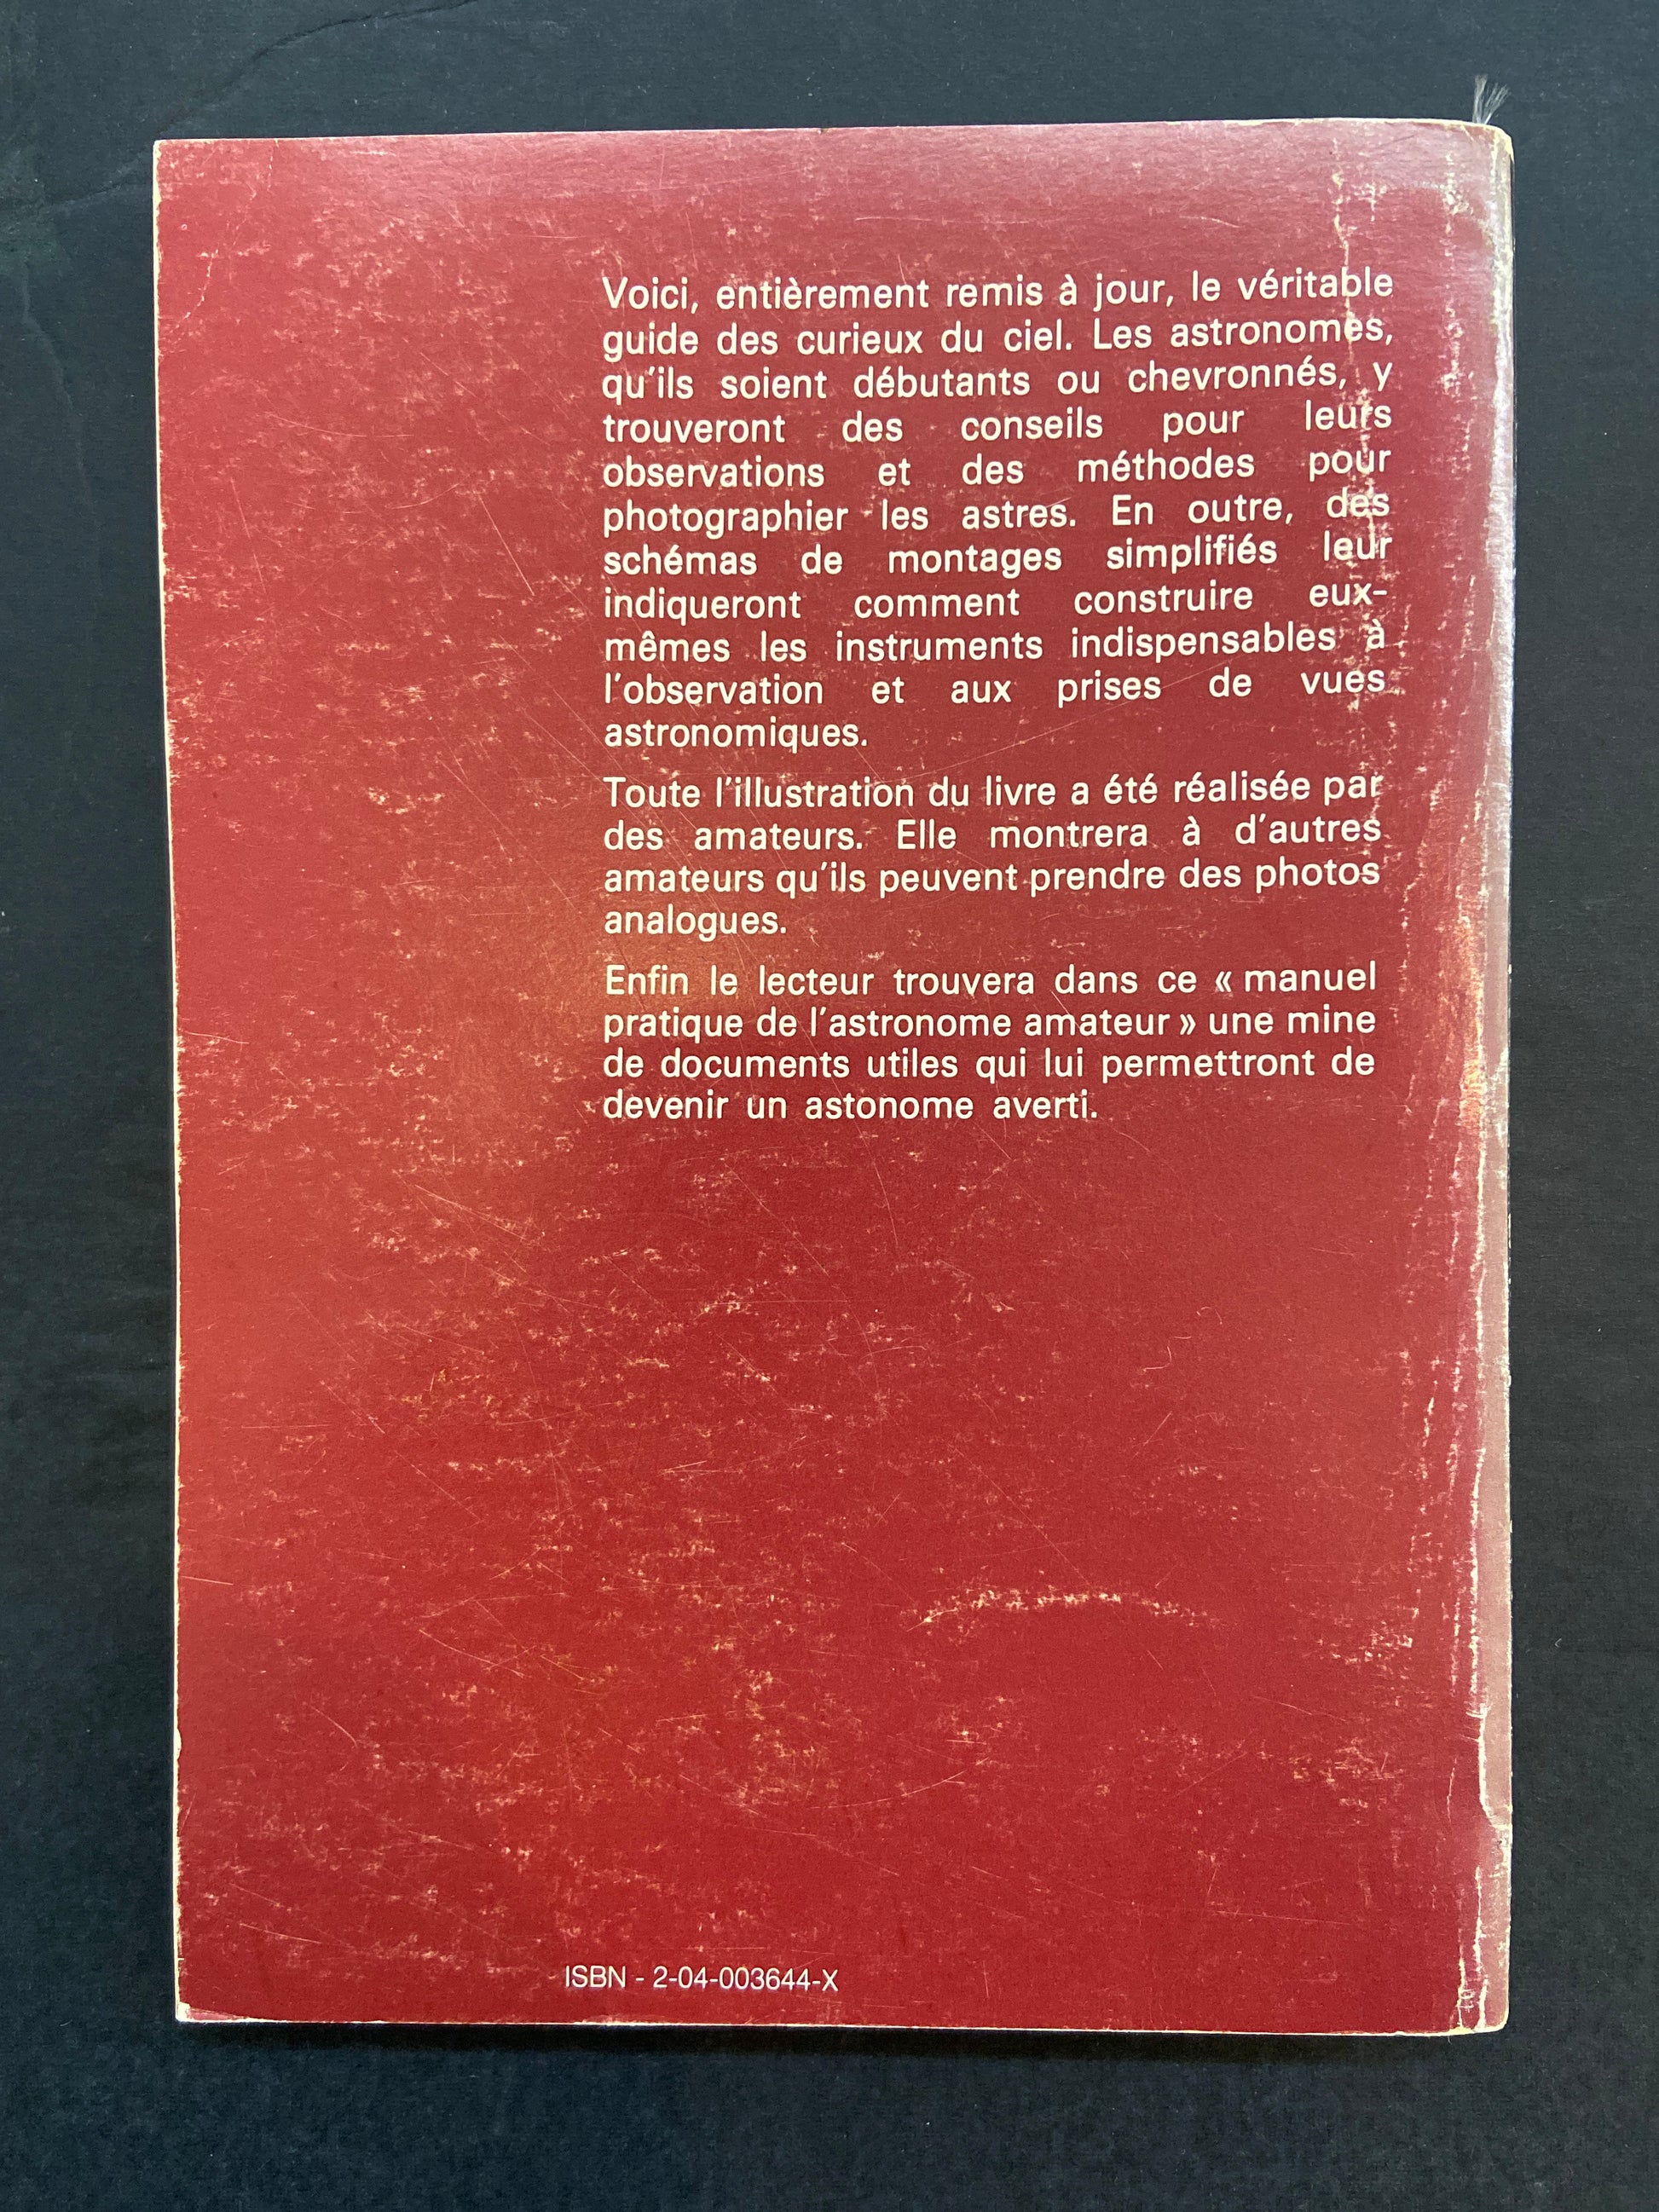 Voici, entièrement remis à jour, le véritable
guide des curieux du ciel. Les astronomes,
qu'ils soient débutants ou chevronnés, y
trouveront des conseils pour leurs
observations et des méthodes pour
photographier les astres. En outre, des
schémas de montages simplifiés leur
indiqueront comment construire eux-
mêmes les instruments indispensables à
l'observation et aux prises de vues
astronomiques.
Toute l'illustration du livre a été réalisée par
des amateurs. Elle montrera à d'autres
amateurs qu'ils peuvent prendre des photos
analogues.
Enfin le lecteur trouvera dans ce « manuel
pratique de l'astronome amateur » une mine
de documents utiles qui lui permettront de
devenir un astonome averti.
ISBN - 2-04-003644-X